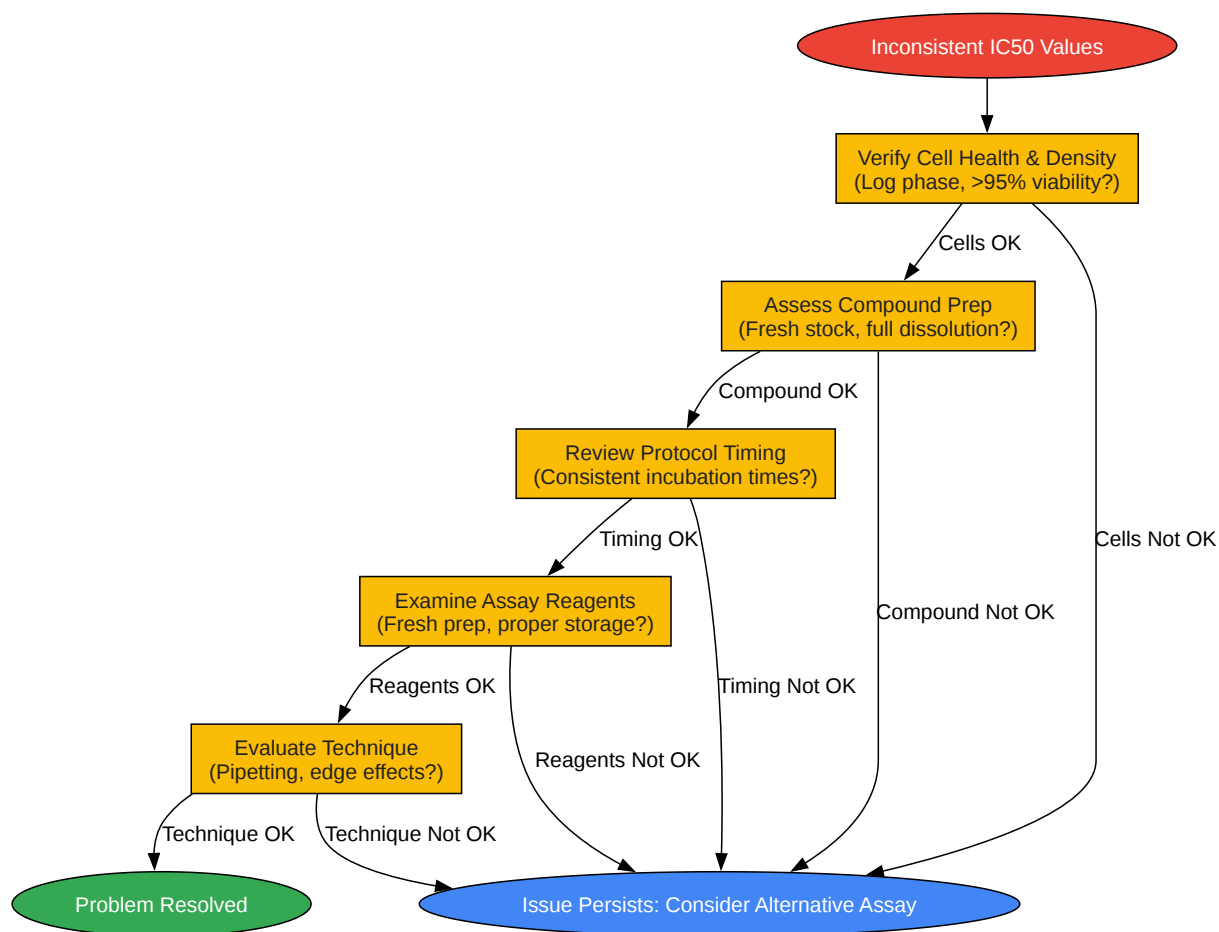 Inconsistent IC50 Values
Verify Cell Health & Density
(Log phase, >95% viability?)
Cells OK
Assess Compound Prep
(Fresh stock, full dissolution?)
Compound OK
Review Protocol Timing
(Consistent incubation times?)
Timing OK
Cells Not OK
Examine Assay Reagents
(Fresh prep, proper storage?)
Compound Not OK
Reagents OK
Timing Not OK
Evaluate Technique
(Pipetting, edge effects?)
Reagents Not OK
Technique OK
Technique Not OK
Problem Resolved
Issue Persists: Consider Alternative Assay